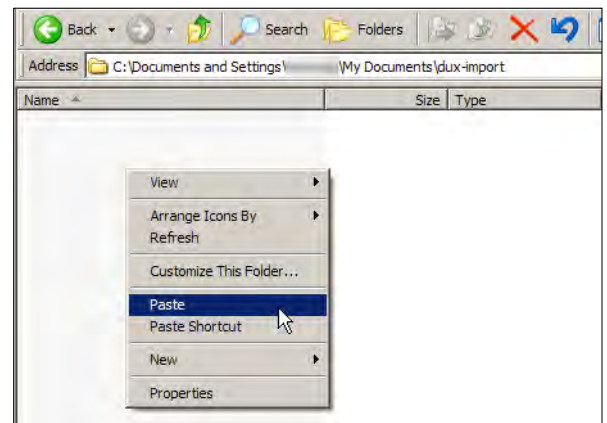 Back Search Folders
Address C:\Documents and Settings\ \My Documents\dux-import
Name Size Type
View
Arrange Icons By
Refresh
Customize This Folder...
Paste
Paste Shortcut
New
Properties